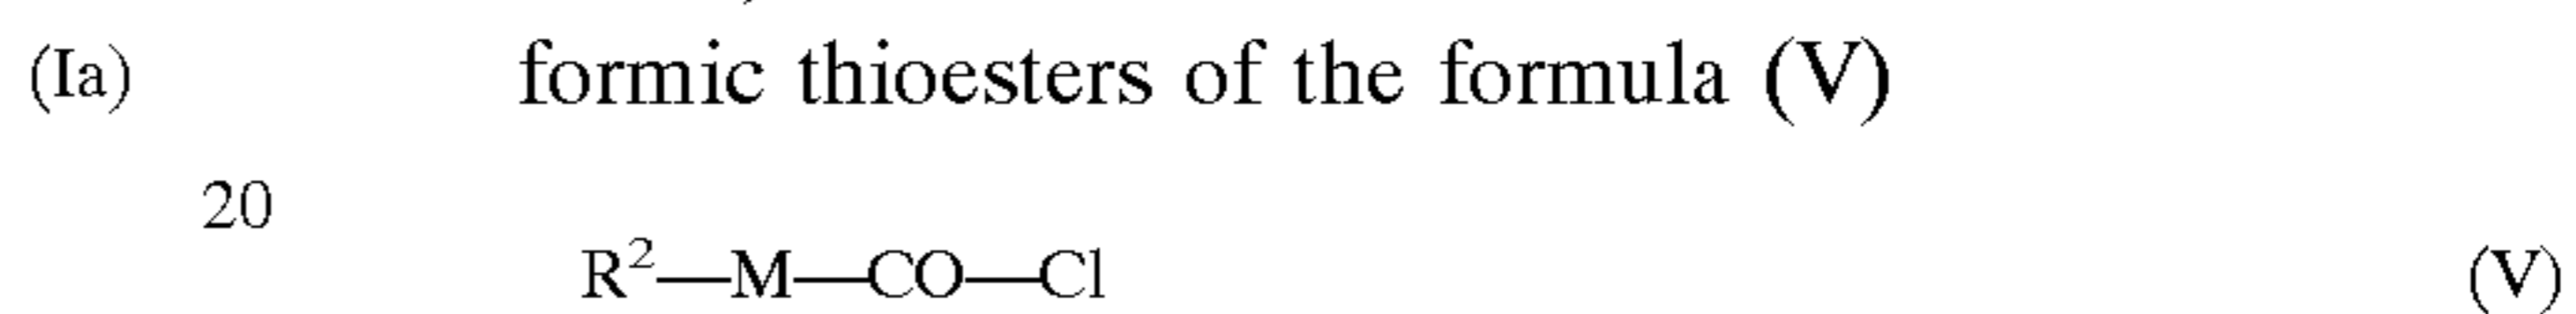 (Ia) formic thioesters of the formula (V)
20
R²—M—CO—Cl (V)